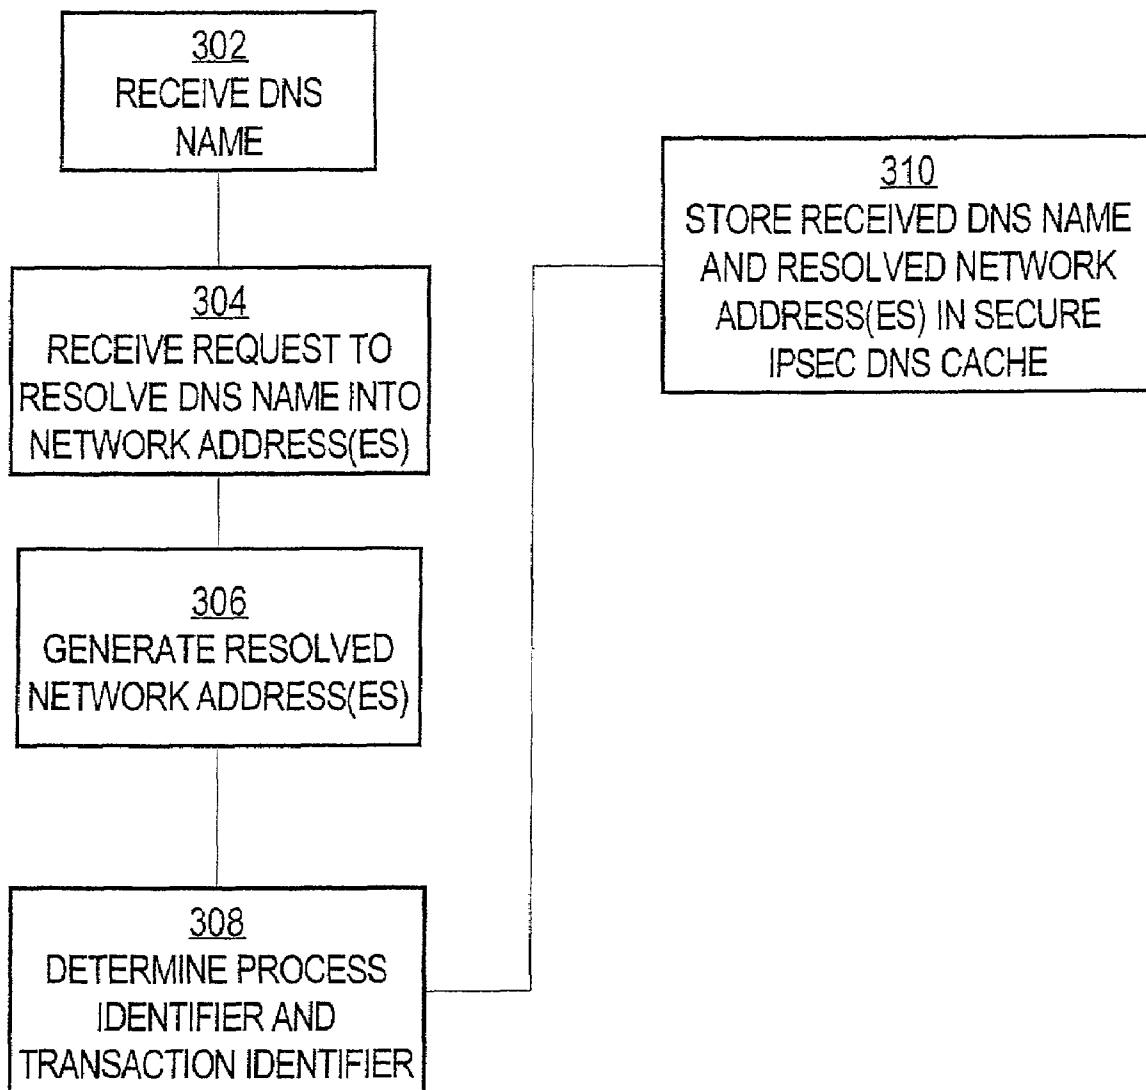 302
RECEIVE DNS
NAME
304
RECEIVE REQUEST TO
RESOLVE DNS NAME INTO
NETWORK ADDRESS(ES)
306
GENERATE RESOLVED
NETWORK ADDRESS(ES)
308
DETERMINE PROCESS
IDENTIFIER AND
TRANSACTION IDENTIFIER
310
STORE RECEIVED DNS NAME
AND RESOLVED NETWORK
ADDRESS(ES) IN SECURE
IPSEC DNS CACHE